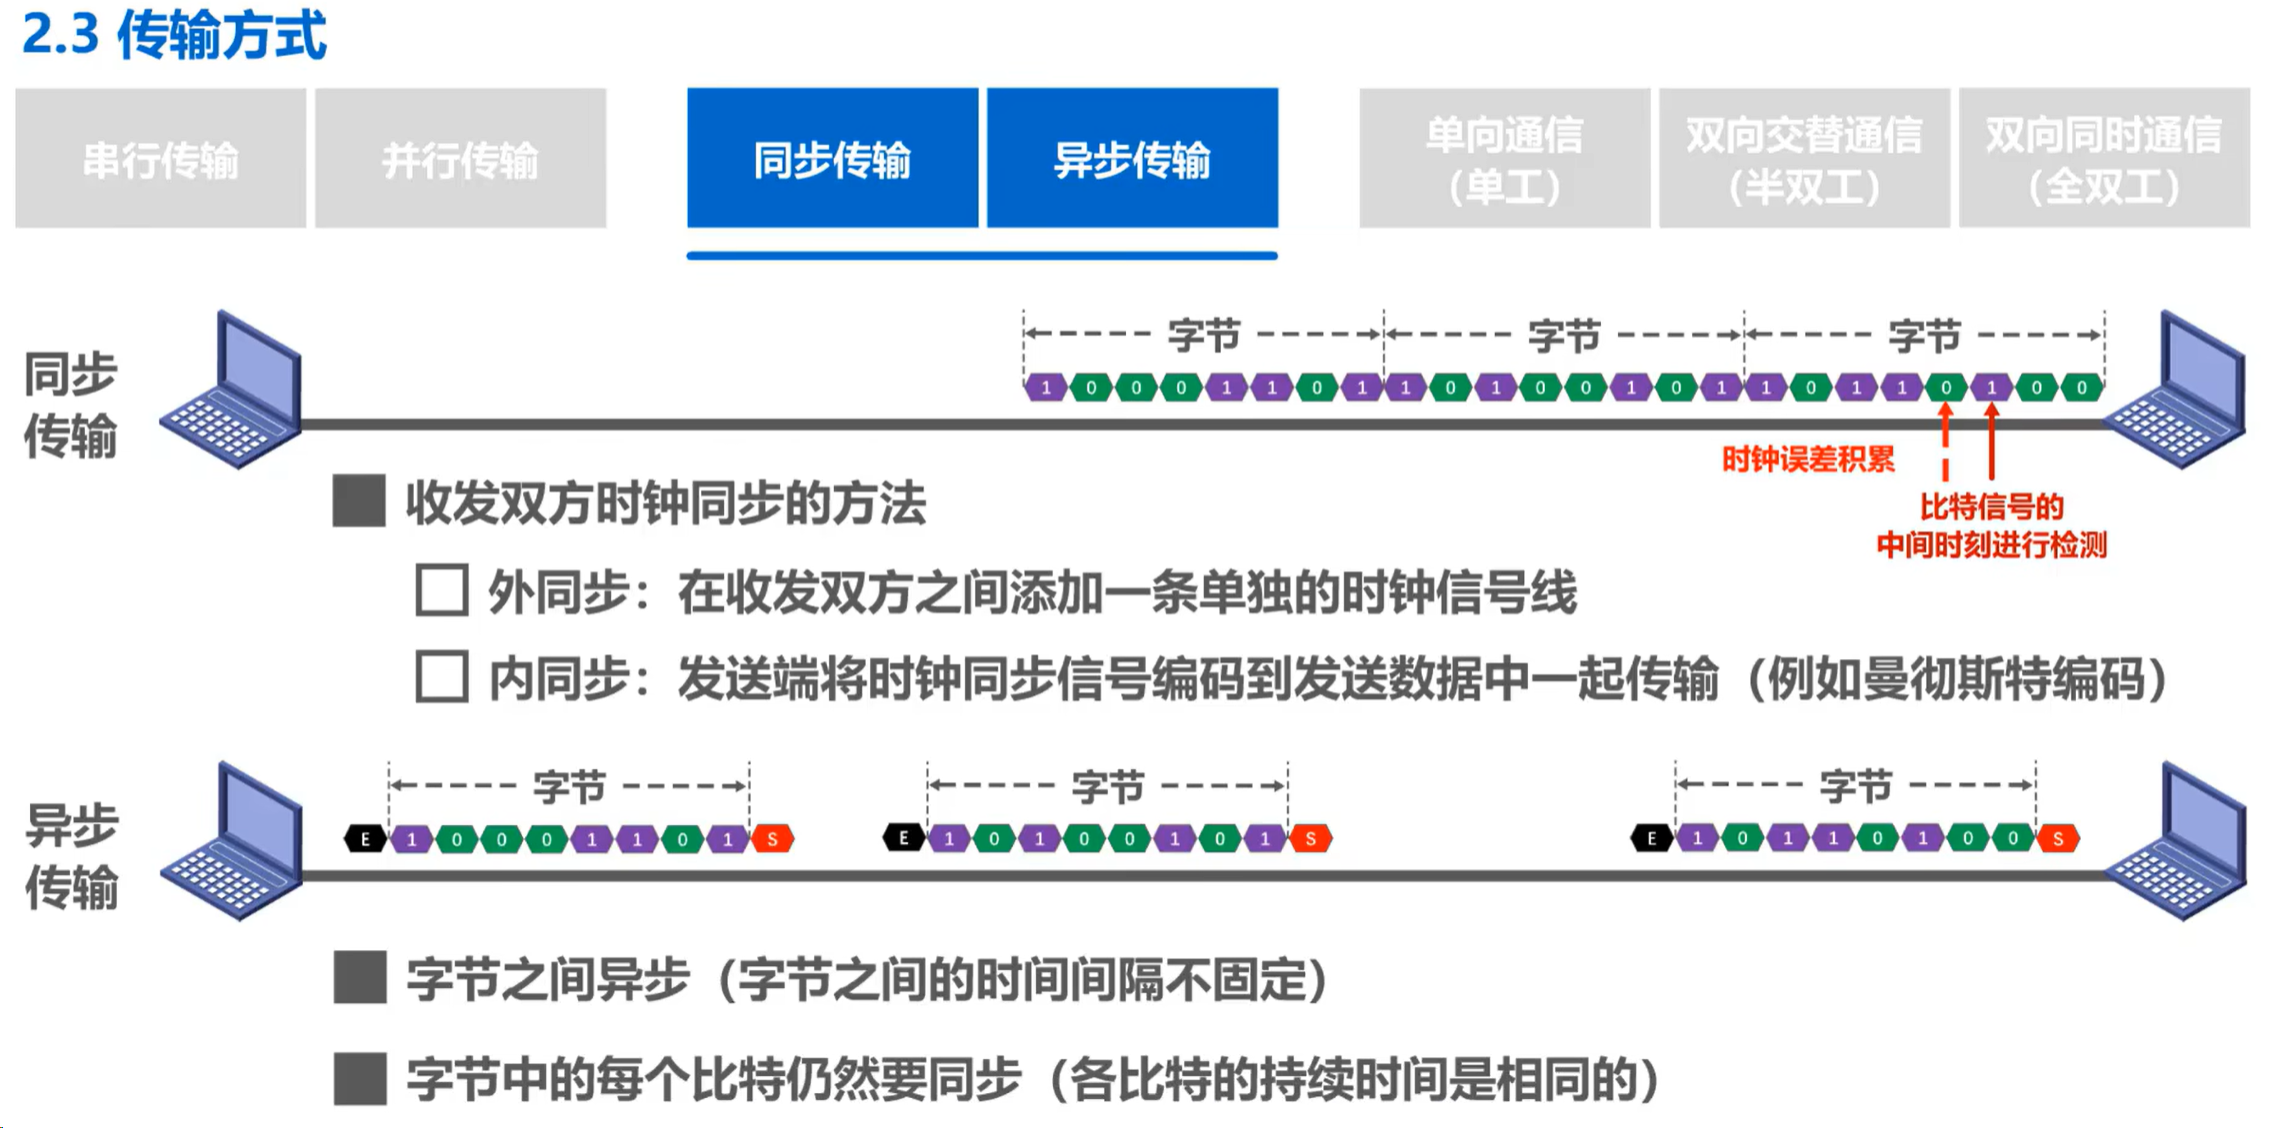 2.3 传输方式
串行传输
并行传输
同步传输
异步传输
单向通信
（单工）
双向交替通信
（半双工）
双向同时通信
（全双工）
同步
传输
字节
字节
字节
1 0 0 0 1 1 0 1 1 0 1 0 0 1 0 1 1 0 1 1 0 1 0 0
时钟误差积累
比特信号的
中间时刻进行检测
收发双方时钟同步的方法
外同步：在收发双方之间添加一条单独的时钟信号线
内同步：发送端将时钟同步信号编码到发送数据中一起传输（例如曼彻斯特编码）
异步
传输
字节
字节
字节
E 1 0 0 0 1 1 0 1 S
E 1 0 1 0 0 1 0 1 S
E 1 0 1 1 0 1 0 0 S
字节之间异步（字节之间的时间间隔不固定）
字节中的每个比特仍然要同步（各比特的持续时间是相同的）